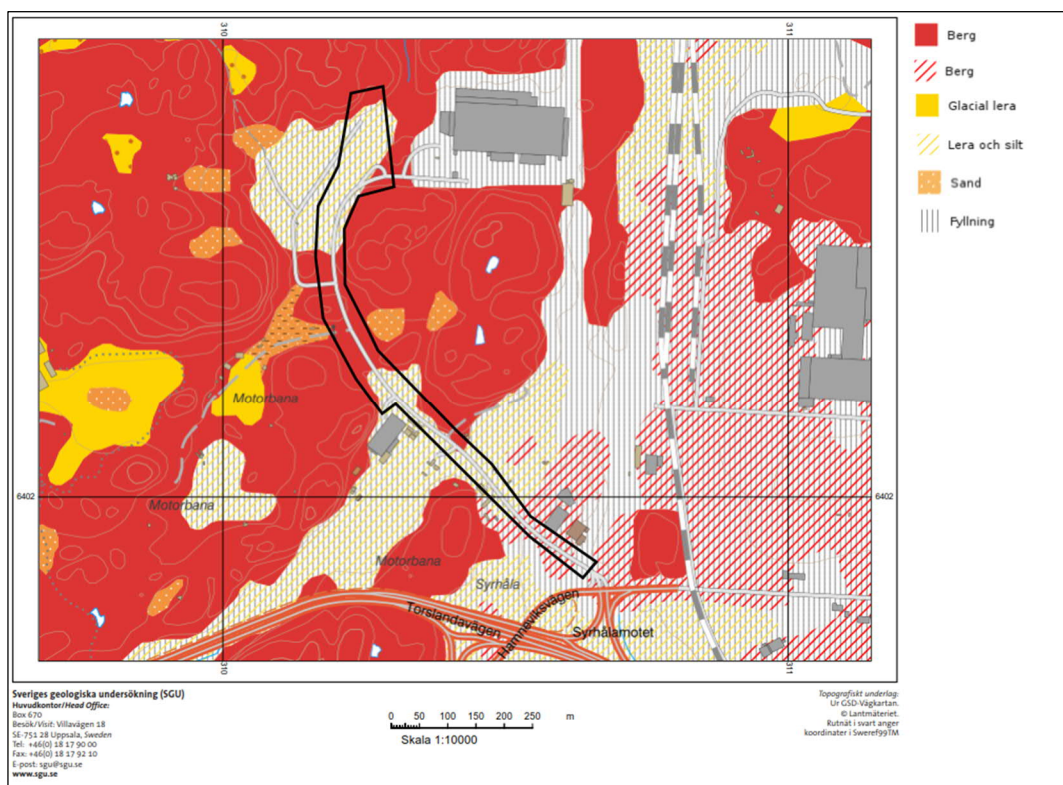 310
311
Berg
Berg
Glacial lera
Lera och silt
Sand
Fyllning
Motorbana
6402
6402
Motorbana
Motorbana
Syrhåla
Torslandavägen
Hamneviksvägen
Syrhålamotet
310
311
Sveriges geologiska undersökning (SGU)
Huvudkontor/Head Office:
Box 670
Besök/Visit: Villavägen 18
SE-751 28 Uppsala, Sweden
Tel: +46(0) 18 17 90 00
Fax: +46(0) 18 17 92 10
E-post: sgu@sgu.se
www.sgu.se
0 50 100 150 200 250 m
Skala 1:10000
Topografiskt underlag:
Ur GSD-Vägkartan.
© Lantmäteriet.
Rutnät i svart anger
koordinater i Sweref99TM